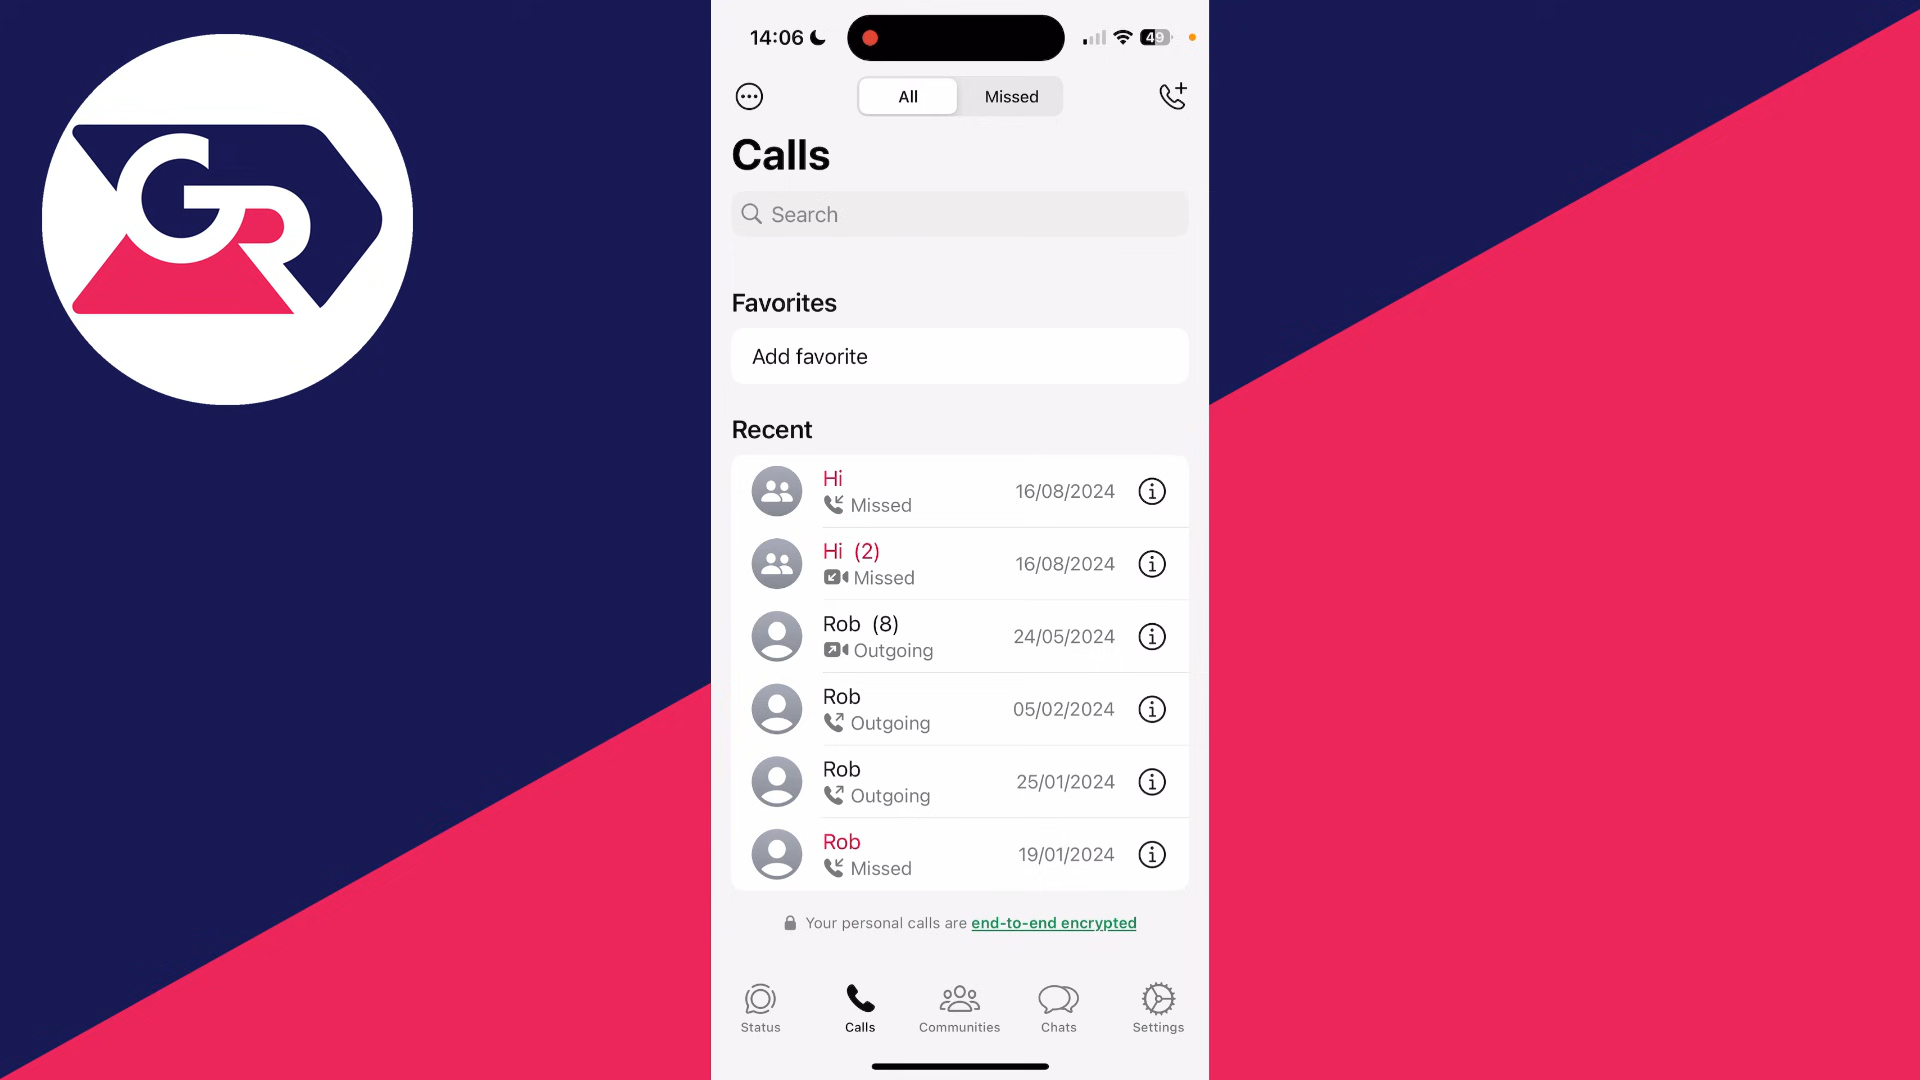 GR
14:06
49
All
Missed
Calls
Search
Favorites
Add favorite
Recent
Hi
Missed
16/08/2024
Hi (2)
Missed
16/08/2024
Rob (8)
Outgoing
24/05/2024
Rob
Outgoing
05/02/2024
Rob
Outgoing
25/01/2024
Rob
Missed
19/01/2024
Your personal calls are end-to-end encrypted
Status
Calls
Communities
Chats
Settings